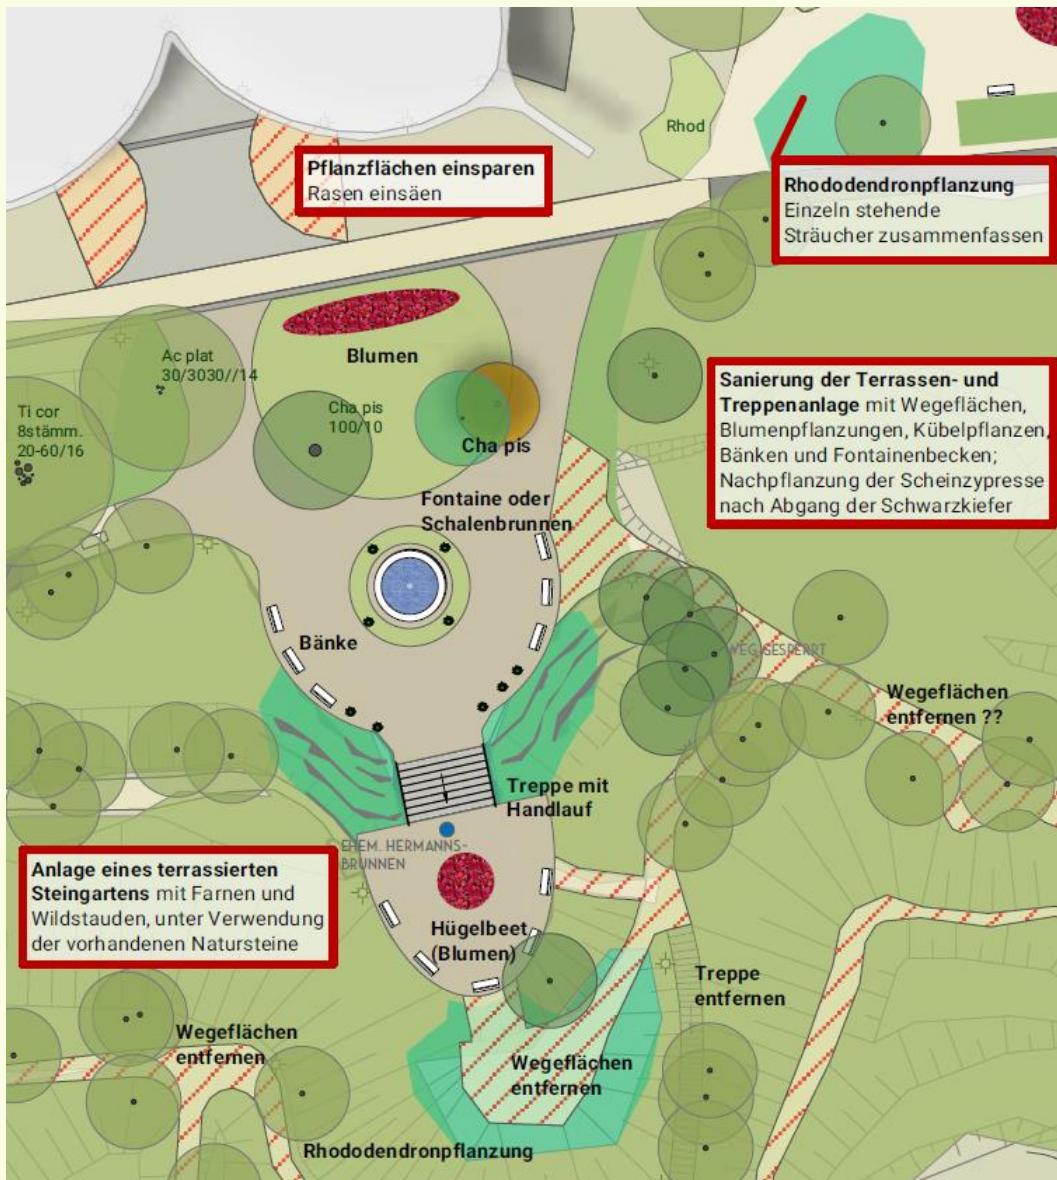 Rhod
Pflanzflächen einsparen
Rasen einsäen
Rhododendronpflanzung
Einzeln stehende
Sträucher zusammenfassen
Blumen
Ac plat
30/3030//14
Ti cor
8stämm.
20-60/16
Cha pis
100/10
Cha pis
Sanierung der Terrassen- und
Treppenanlage mit Wegeflächen,
Blumenpflanzungen, Kübelpflanzen,
Bänken und Fontainenbecken;
Nachpflanzung der Scheinzypresse
nach Abgang der Schwarzkiefer
Fontaine oder
Schalenbrunnen
Bänke
WEG GESPERRT
Wegeflächen
entfernen ??
Treppe mit
Handlauf
EHEM. HERMANNS-
BRUNNEN
Anlage eines terrassierten
Steingartens mit Farnen und
Wildstauden, unter Verwendung
der vorhandenen Natursteine
Hügelbeet
(Blumen)
Treppe
entfernen
Wegeflächen
entfernen
Wegeflächen
entfernen
Rhododendronpflanzung